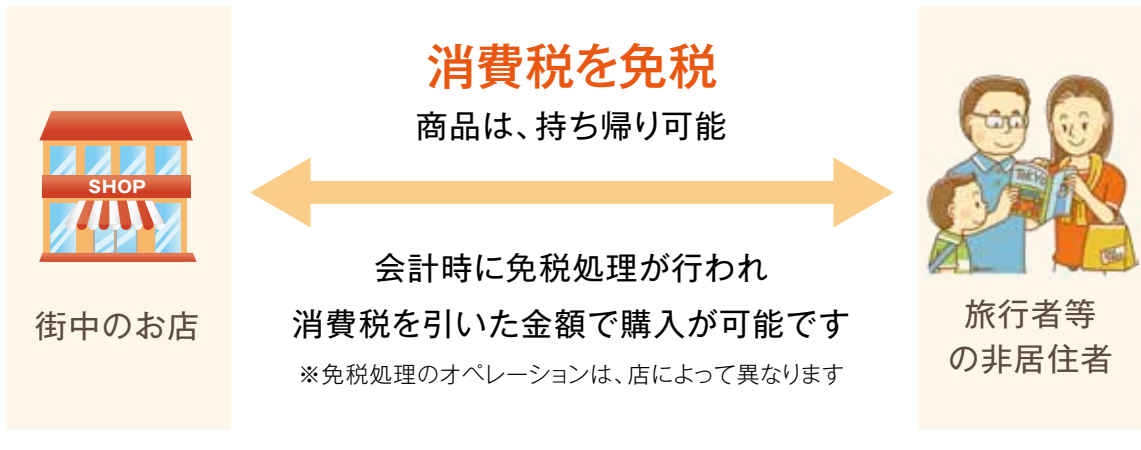 消費税を免税
商品は、持ち帰り可能
SHOP
TOKYO
街中のお店
会計時に免税処理が行われ
消費税を引いた金額で購入が可能です
※免税処理のオペレーションは、店によって異なります
旅行者等
の非居住者